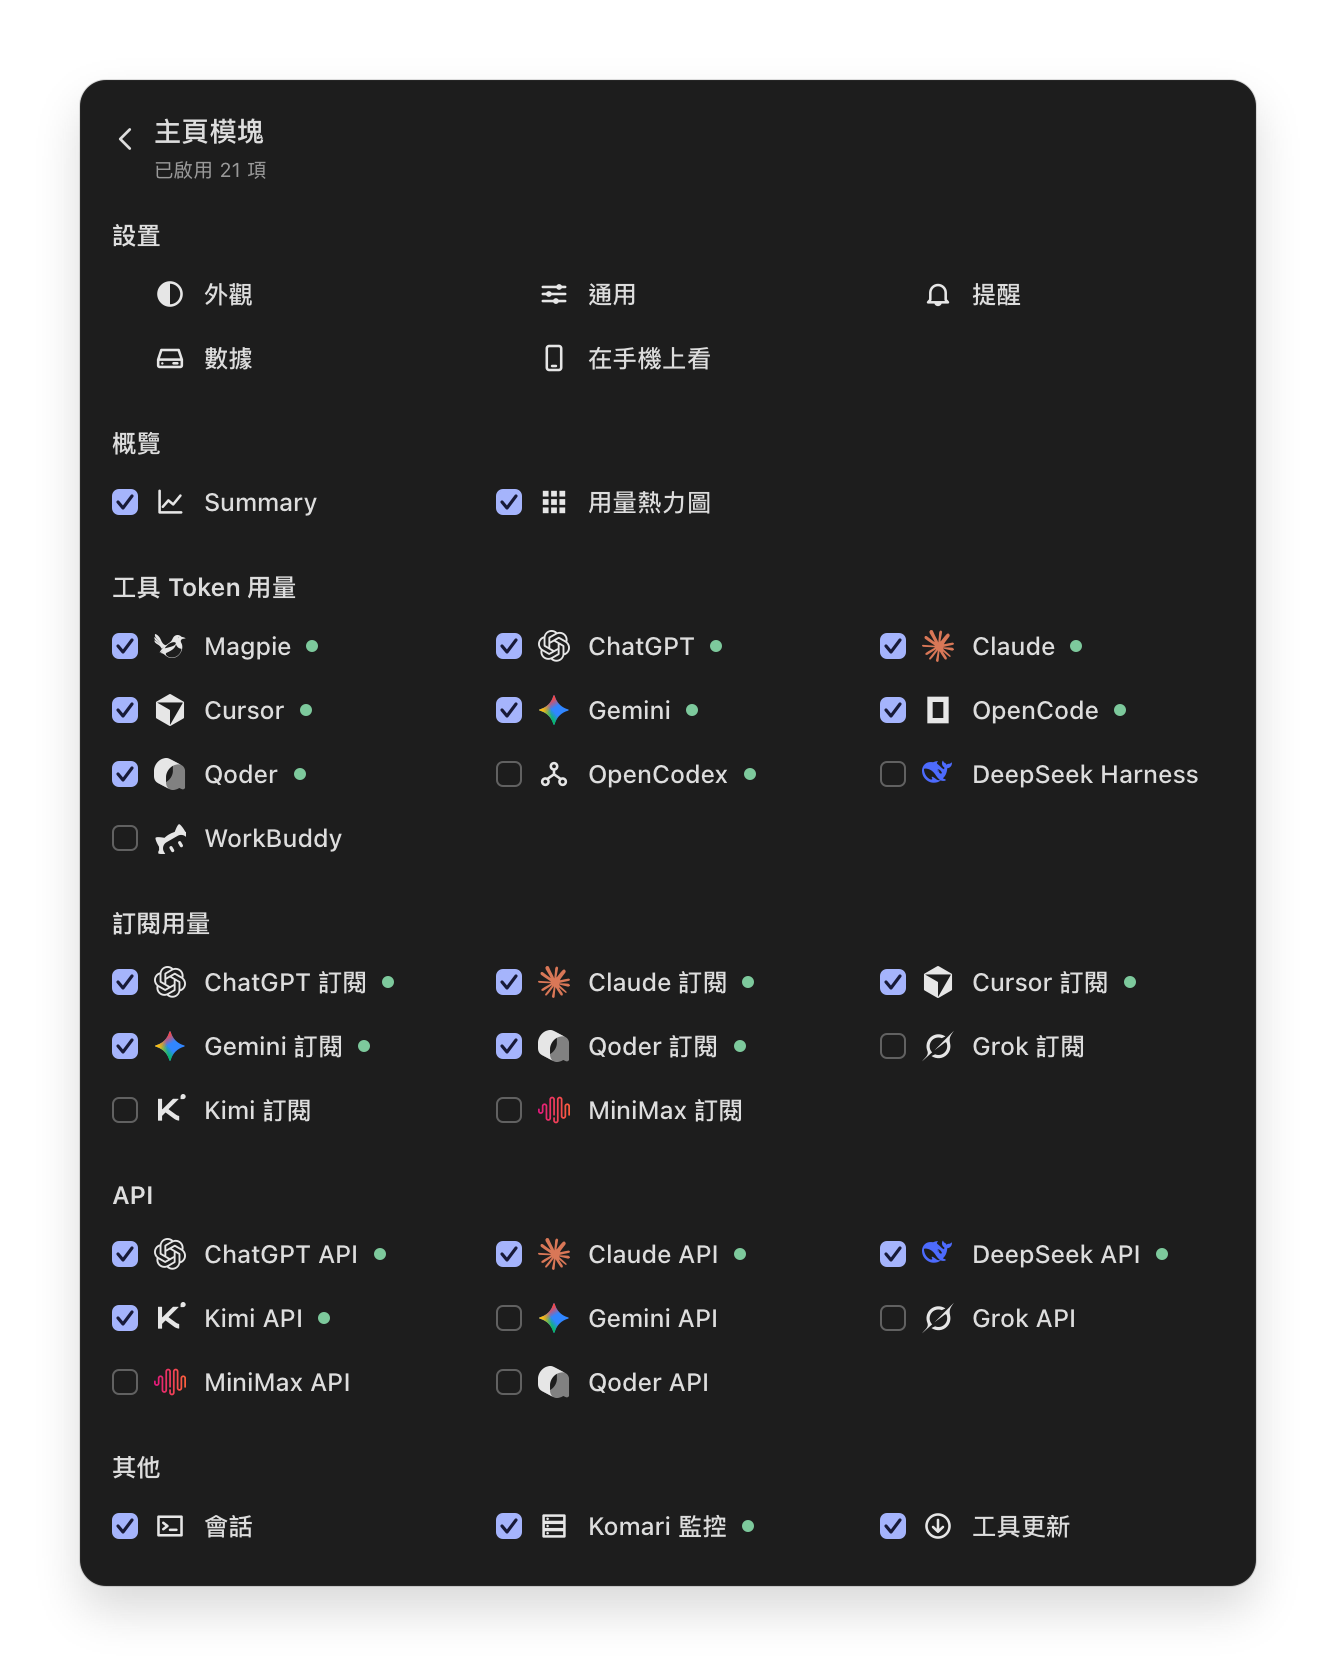 主頁模塊
已啟用 21 項
設置
外觀 通用 提醒
數據 在手機上看
概覽
Summary 用量熱力圖
工具 Token 用量
Magpie ChatGPT Claude
Cursor Gemini OpenCode
Qoder OpenCodex DeepSeek Harness
WorkBuddy
訂閱用量
ChatGPT 訂閱 Claude 訂閱 Cursor 訂閱
Gemini 訂閱 Qoder 訂閱 Grok 訂閱
Kimi 訂閱 MiniMax 訂閱
API
ChatGPT API Claude API DeepSeek API
Kimi API Gemini API Grok API
MiniMax API Qoder API
其他
會話 Komari 監控 工具更新